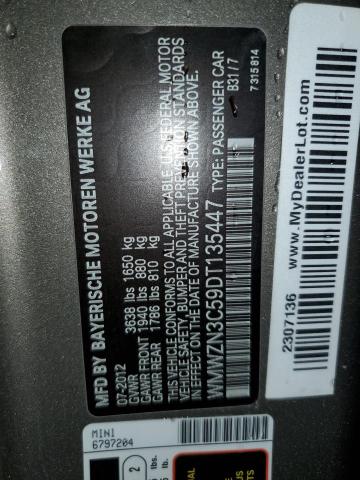 MFD BY BAYERISCHE MOTOREN WERKE AG
07-2012
GVWR 3638 lbs 1650 kg
GAWR FRONT 1940 lbs 880 kg
GAWR REAR 1786 lbs 810 kg
THIS VEHICLE CONFORMS TO ALL APPLICABLE U.S. FEDERAL MOTOR
VEHICLE SAFETY, BUMPER AND THEFT PREVENTION STANDARDS
IN EFFECT ON THE DATE OF MANUFACTURE SHOWN ABOVE.
WMWZN3C59DT135447 TYPE: PASSENGER CAR
B31/7
7 315 814
2307136
www.MyDealerLot.com
MINI
6797204
2
lbs.